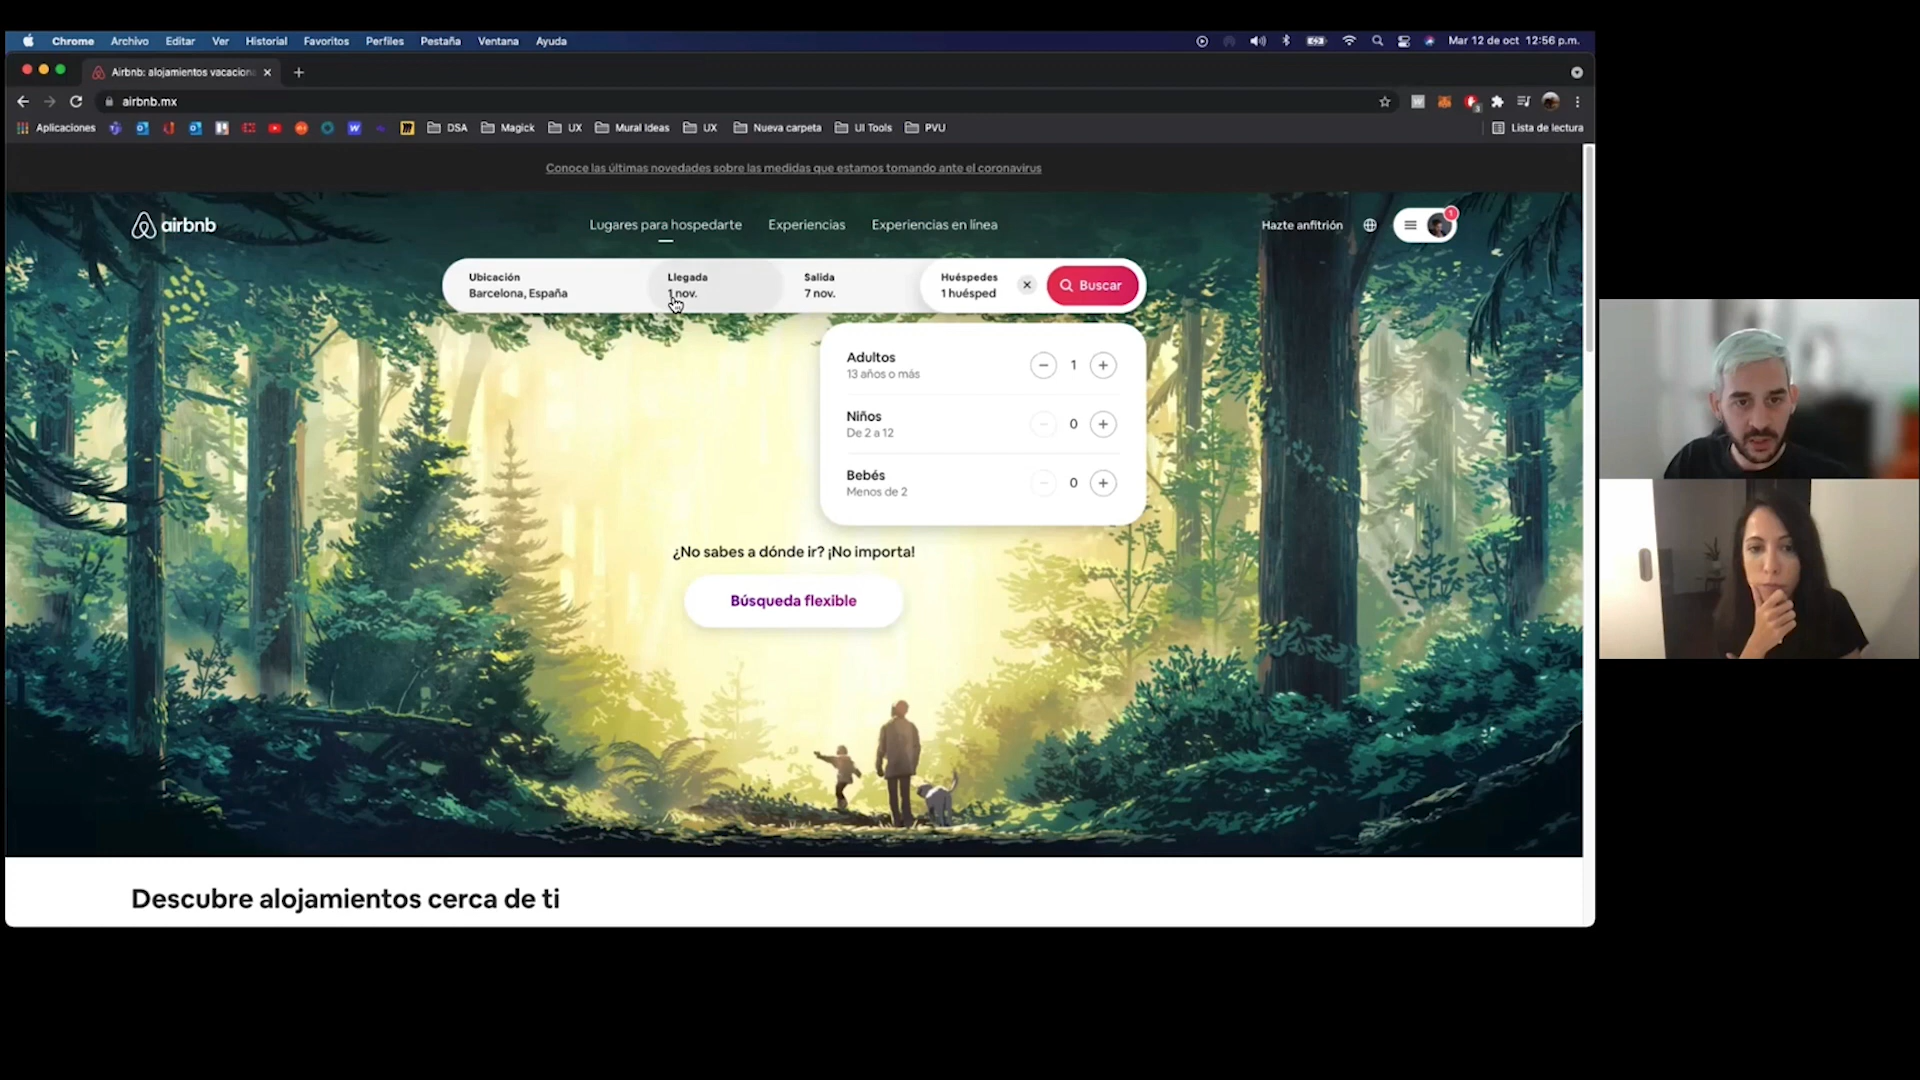 Chrome Archivo Editar Ver Historial Favoritos Perfiles Pestaña Ventana Ayuda
Mar 12 de oct 12:56 p.m.
Airbnb: alojamientos vacacion
airbnb.mx
Aplicaciones DSA Magick UX Mural Ideas UX Nueva carpeta UI Tools PVU Lista de lectura
Conoce las últimas novedades sobre las medidas que estamos tomando ante el coronavirus
airbnb
Lugares para hospedarte Experiencias Experiencias en línea
Hazte anfitrión
1
Ubicación
Barcelona, España
Llegada
1 nov.
Salida
7 nov.
Huéspedes
1 huésped
Buscar
Adultos
13 años o más
1
Niños
De 2 a 12
0
Bebés
Menos de 2
0
¿No sabes a dónde ir? ¡No importa!
Búsqueda flexible
Descubre alojamientos cerca de ti